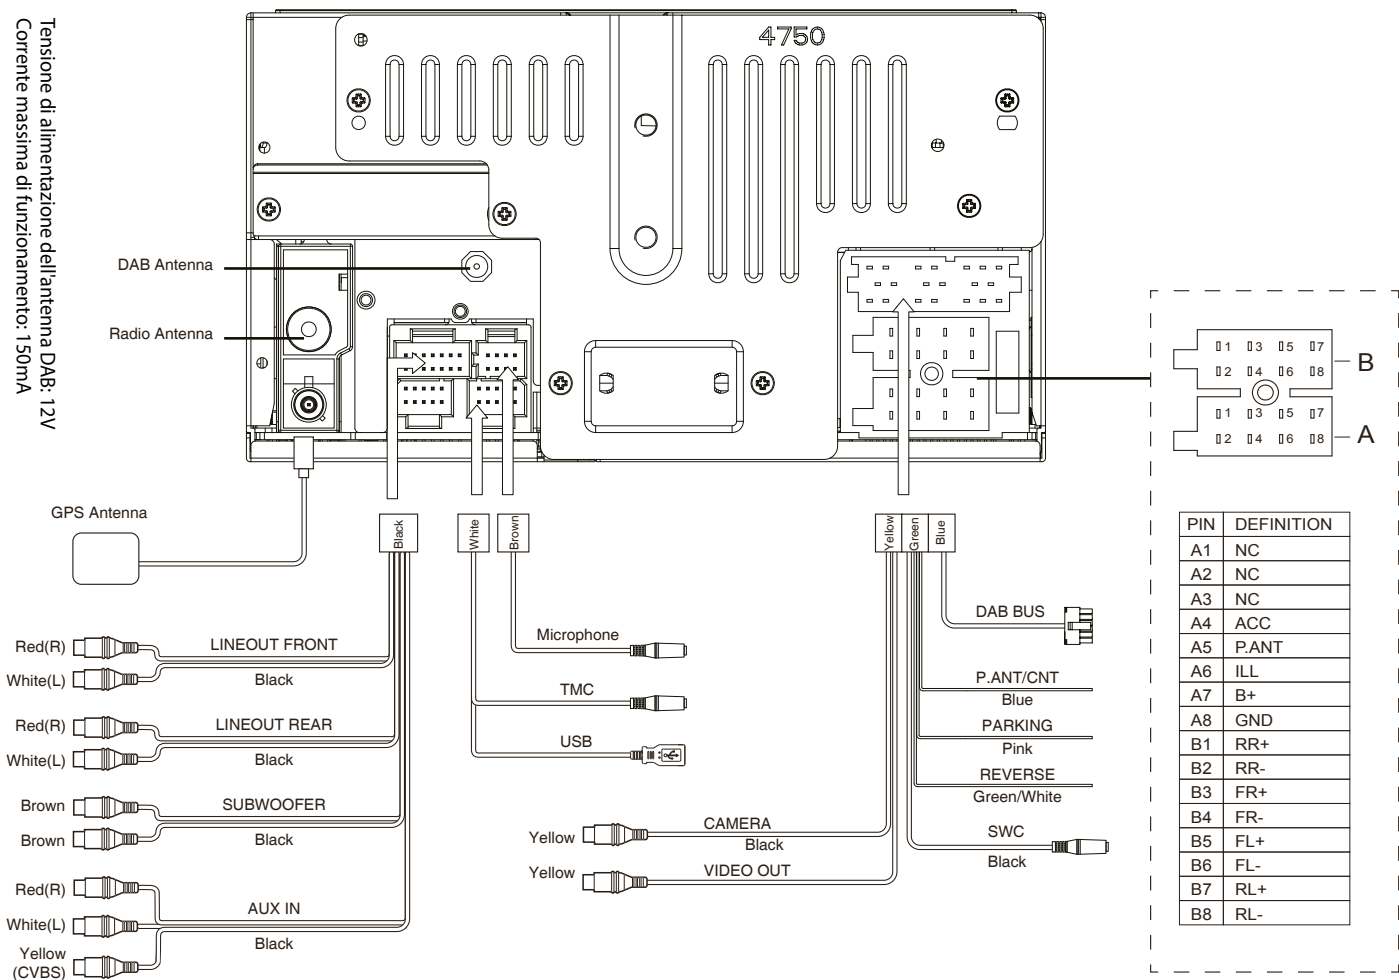 Tensione di alimentazione dell'antenna DAB: 12V
Corrente massima di funzionamento: 150mA
4750
DAB Antenna
Radio Antenna
GPS Antenna
Black
White
Brown
Yellow
Green
Blue
Red(R)
LINEOUT FRONT
White(L)
Black
Red(R)
LINEOUT REAR
White(L)
Black
Brown
SUBWOOFER
Brown
Black
Red(R)
AUX IN
White(L)
Black
Yellow
(CVBS)
Microphone
TMC
USB
DAB BUS
P.ANT/CNT
Blue
PARKING
Pink
REVERSE
Green/White
SWC
Black
Yellow
CAMERA
Black
Yellow
VIDEO OUT
1 3 5 7
B
2 4 6 8
1 3 5 7
A
2 4 6 8
PIN DEFINITION
A1 NC
A2 NC
A3 NC
A4 ACC
A5 P.ANT
A6 ILL
A7 B+
A8 GND
B1 RR+
B2 RR-
B3 FR+
B4 FR-
B5 FL+
B6 FL-
B7 RL+
B8 RL-